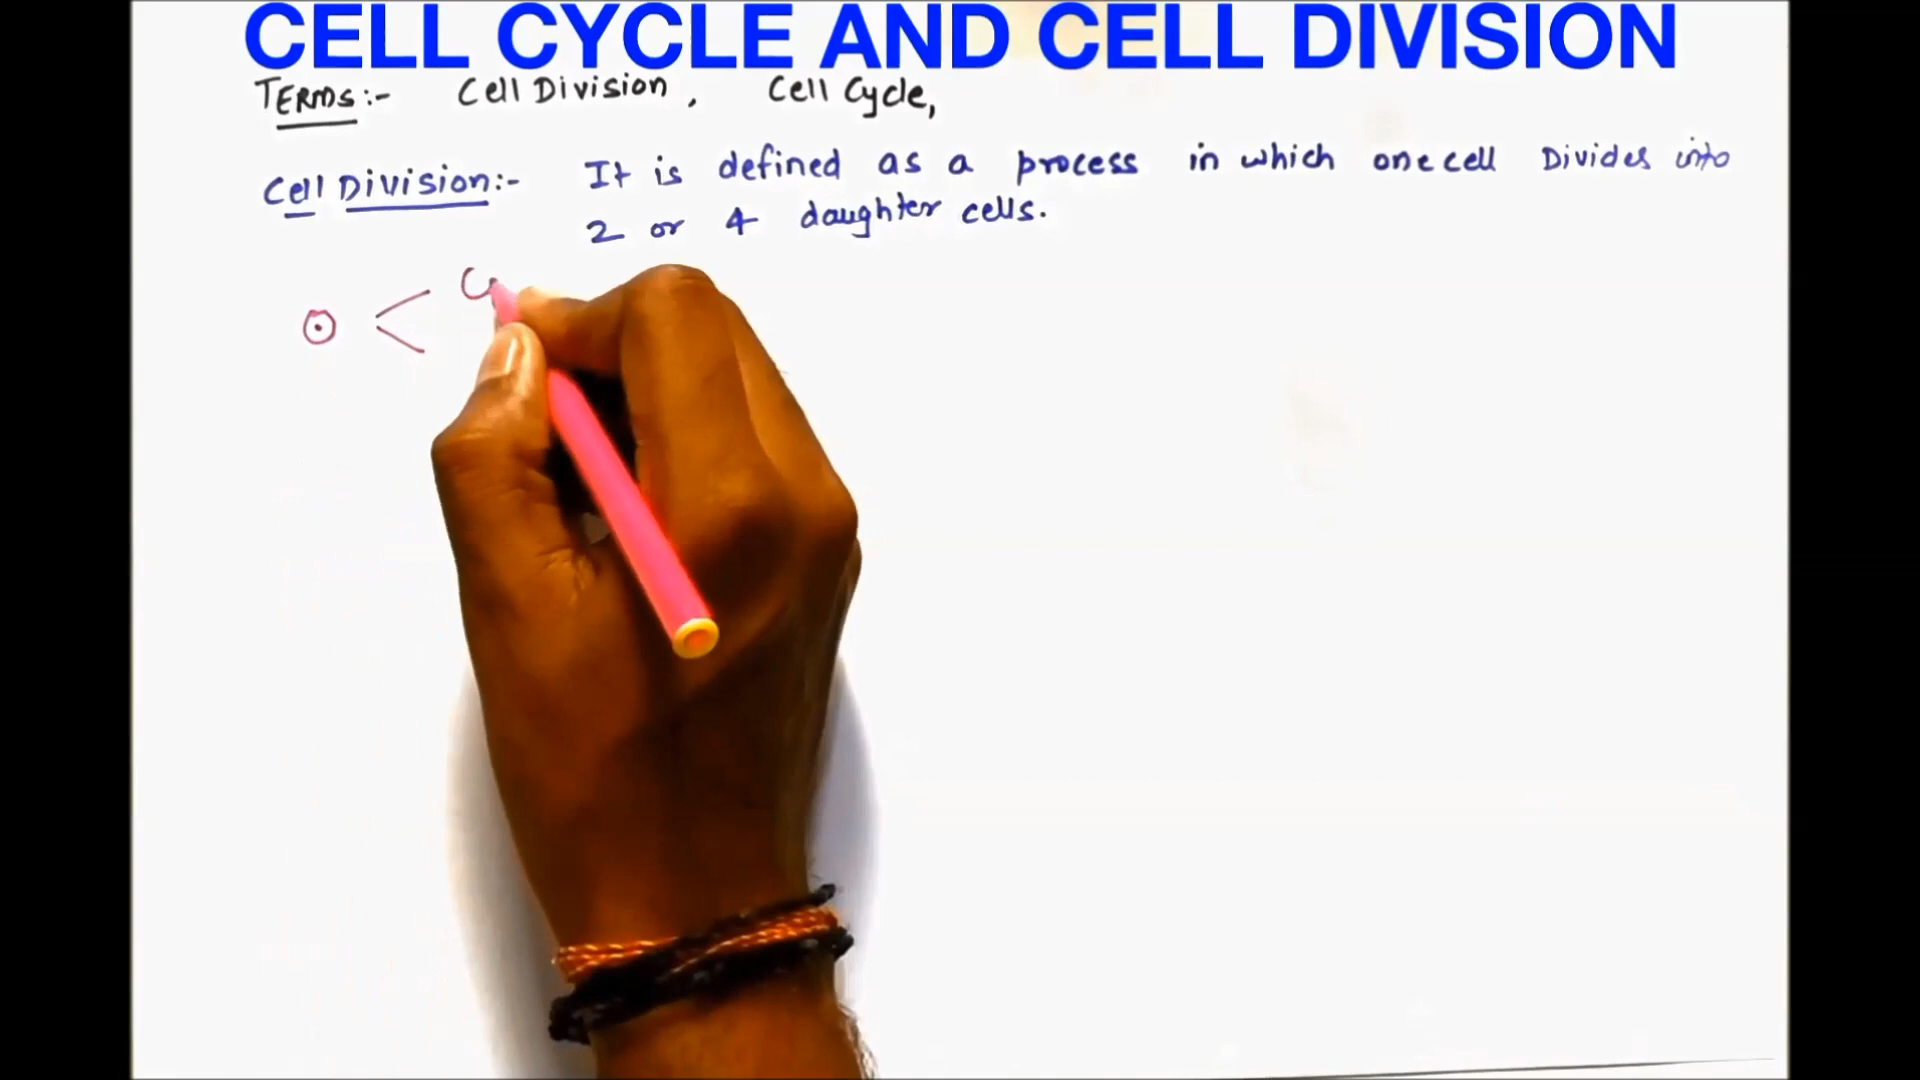 CELL CYCLE AND CELL DIVISION
TERMS:- Cell Division, Cell Cycle,
Cell Division:- It is defined as a process in which one cell Divides into
2 or 4 daughter cells.